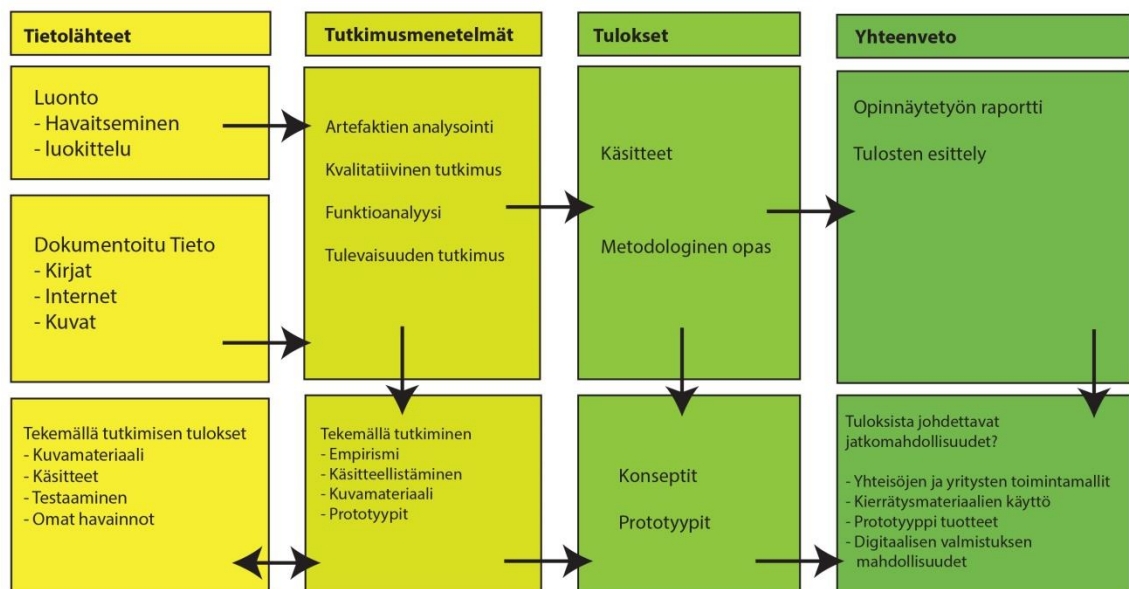 Tietolähteet
Luonto
- Havaitseminen
- luokittelu
Dokumentoitu Tieto
- Kirjat
- Internet
- Kuvat
Tekemällä tutkimisen tulokset
- Kuvamateriaali
- Käsitteet
- Testaaminen
- Omat havainnot
Tutkimusmenetelmät
Artefaktien analysointi
Kvalitatiivinen tutkimus
Funktioanalyysi
Tulevaisuuden tutkimus
Tekemällä tutkiminen
- Empirismi
- Käsitteellistäminen
- Kuvamateriaali
- Prototyypit
Tulokset
Käsitteet
Metodologinen opas
Konseptit
Prototyypit
Yhteenveto
Opinnäytetyön raportti
Tulosten esittely
Tuloksista johdettavat
jatkomahdollisuudet?
- Yhteisöjen ja yritysten toimintamallit
- Kierrätysmateriaalien käyttö
- Prototyyppi tuotteet
- Digitaalisen valmistuksen
mahdollisuudet